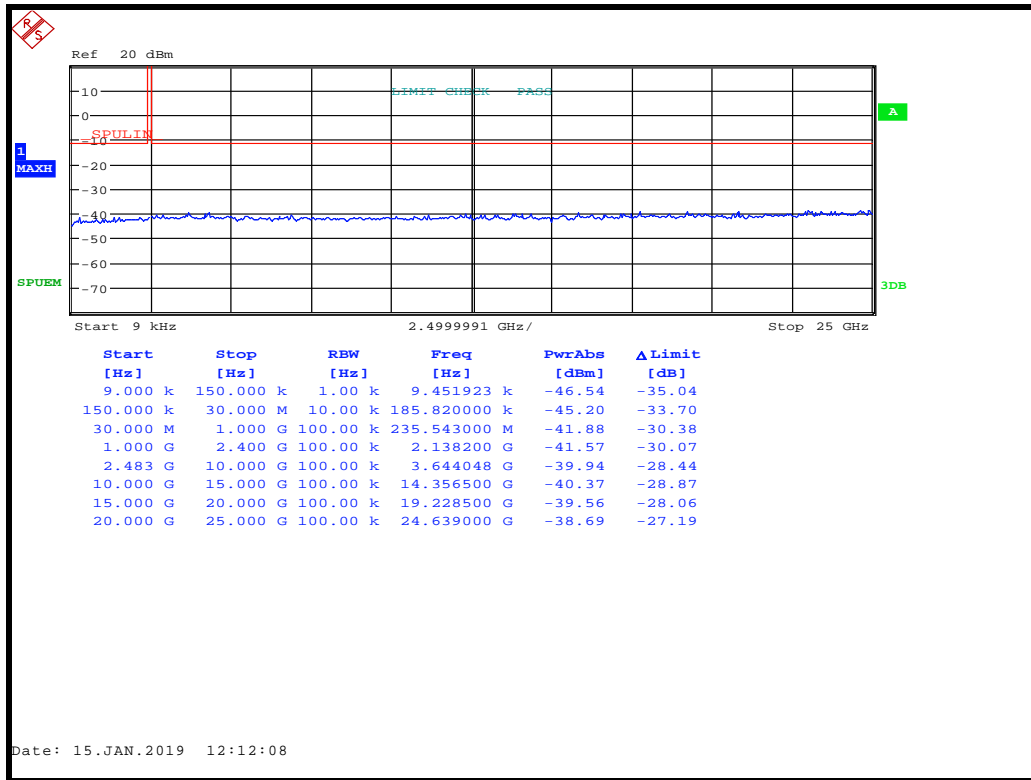 R S
Ref 20 dBm
10
LIMIT CHECK PASS
0
A
SPULIN
-10
1
MAXH
-20
-30
-40
-50
-60
SPUEM
-70
3DB
Start 9 kHz 2.4999991 GHz/ Stop 25 GHz
Start Stop RBW Freq PwrAbs ΔLimit
[Hz] [Hz] [Hz] [Hz] [dBm] [dB]
9.000 k 150.000 k 1.00 k 9.451923 k -46.54 -35.04
150.000 k 30.000 M 10.00 k 185.820000 k -45.20 -33.70
30.000 M 1.000 G 100.00 k 235.543000 M -41.88 -30.38
1.000 G 2.400 G 100.00 k 2.138200 G -41.57 -30.07
2.483 G 10.000 G 100.00 k 3.644048 G -39.94 -28.44
10.000 G 15.000 G 100.00 k 14.356500 G -40.37 -28.87
15.000 G 20.000 G 100.00 k 19.228500 G -39.56 -28.06
20.000 G 25.000 G 100.00 k 24.639000 G -38.69 -27.19
Date: 15.JAN.2019 12:12:08